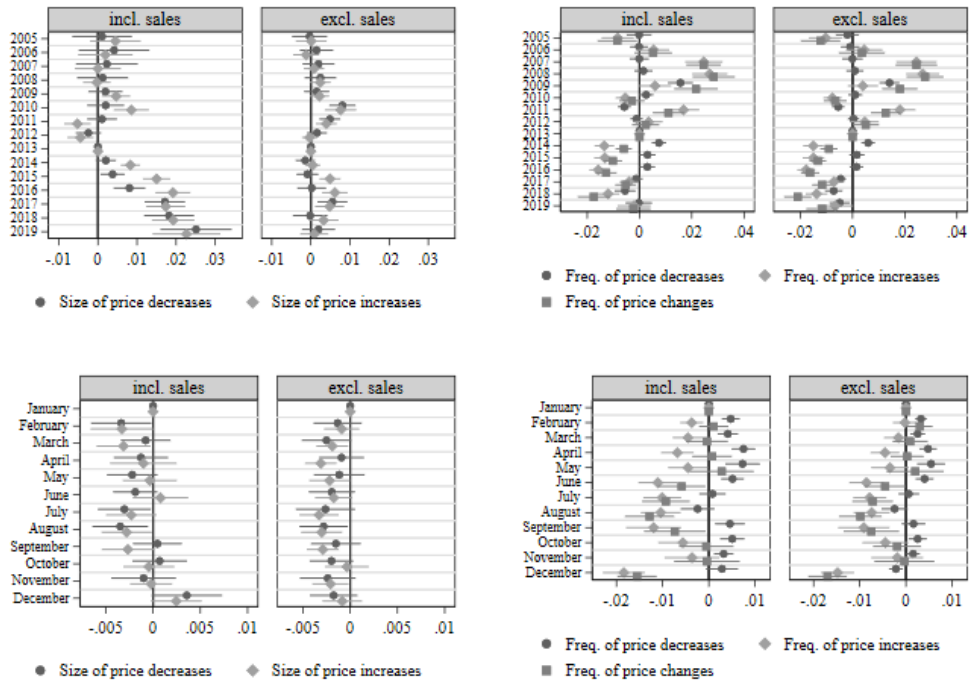 incl. sales
excl. sales
2005
2006
2007
2008
2009
2010
2011
2012
2013
2014
2015
2016
2017
2018
2019
-.01 0 .01 .02 .03
-.01 0 .01 .02 .03
Size of price decreases
Size of price increases
incl. sales
excl. sales
2005
2006
2007
2008
2009
2010
2011
2012
2013
2014
2015
2016
2017
2018
2019
-.02 0 .02 .04
-.02 0 .02 .04
Freq. of price decreases
Freq. of price increases
Freq. of price changes
incl. sales
excl. sales
January
February
March
April
May
June
July
August
September
October
November
December
-.005 0 .005 .01
-.005 0 .005 .01
Size of price decreases
Size of price increases
incl. sales
excl. sales
January
February
March
April
May
June
July
August
September
October
November
December
-.02 -.01 0 .01
-.02 -.01 0 .01
Freq. of price decreases
Freq. of price increases
Freq. of price changes